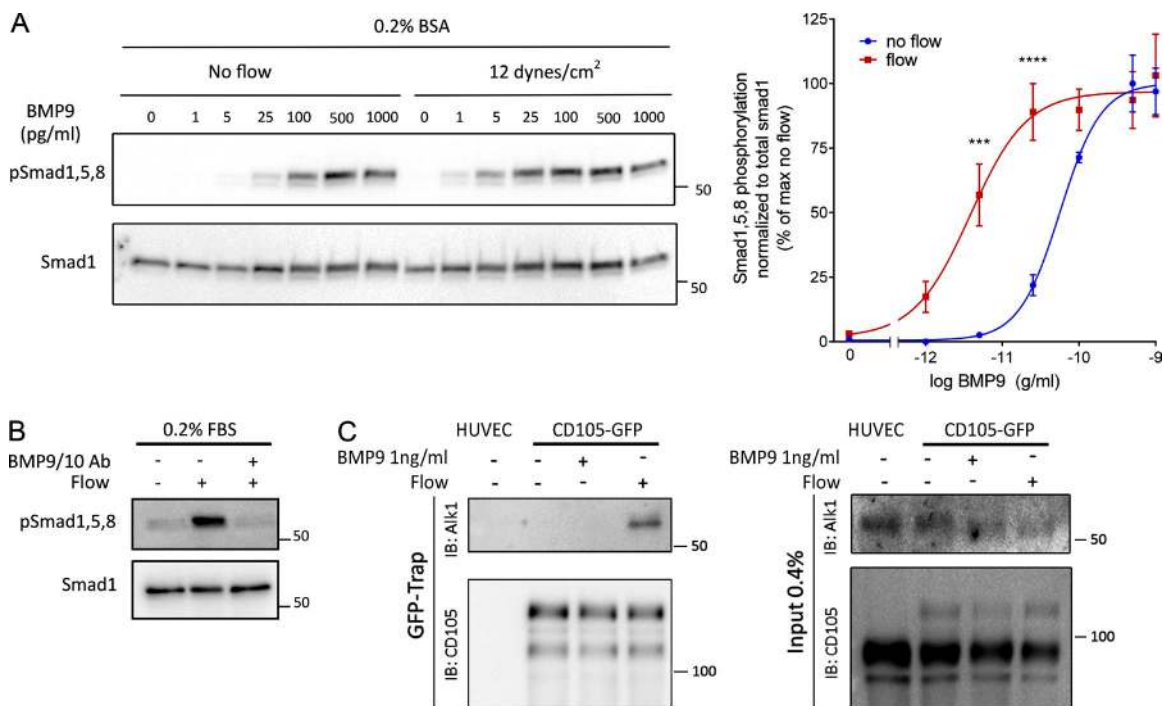 A
0.2% BSA
No flow 12 dynes/cm²
BMP9 (pg/ml) 0 1 5 25 100 500 1000 0 1 5 25 100 500 1000
pSmad1,5,8
50
Smad1
50
no flow
flow
***
****
Smad1,5,8 phosphorylation
normalized to total smad1
(% of max no flow)
125
100
75
50
25
0
0 -12 -11 -10 -9
log BMP9 (g/ml)
B
0.2% FBS
BMP9/10 Ab - - +
Flow - + +
pSmad1,5,8
50
Smad1
50
C
HUVEC CD105-GFP
BMP9 1ng/ml - - + -
Flow - - - +
GFP-Trap
IB: Alk1
50
IB: CD105
100
HUVEC CD105-GFP
BMP9 1ng/ml - - + -
Flow - - - +
Input 0.4%
IB: Alk1
50
IB: CD105
100